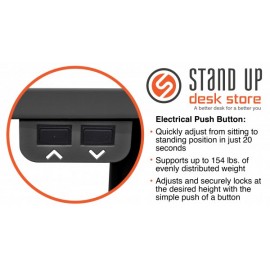 STAND UP
desk store
A better desk for a better you
Electrical Push Button:
• Quickly adjust from sitting to
standing position in just 20
seconds
• Supports up to 154 lbs. of
evenly distributed weight
• Adjusts and securely locks at
the desired height with the
simple push of a button